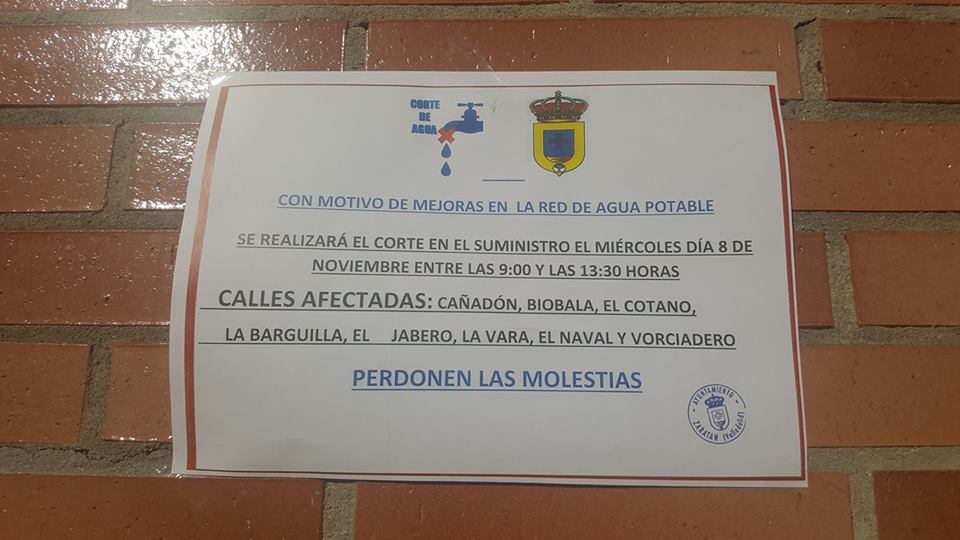 CORTE
DE
AGUA
CON MOTIVO DE MEJORAS EN LA RED DE AGUA POTABLE
SE REALIZARÁ EL CORTE EN EL SUMINISTRO EL MIÉRCOLES DÍA 8 DE
NOVIEMBRE ENTRE LAS 9:00 Y LAS 13:30 HORAS
CALLES AFECTADAS: CAÑADÓN, BIOBALA, EL COTANO,
LA BARGUILLA, EL JABERO, LA VARA, EL NAVAL Y VORCIADERO
PERDONEN LAS MOLESTIAS
- AYUNTAMIENTO -
ZARATAN (Valladolid)